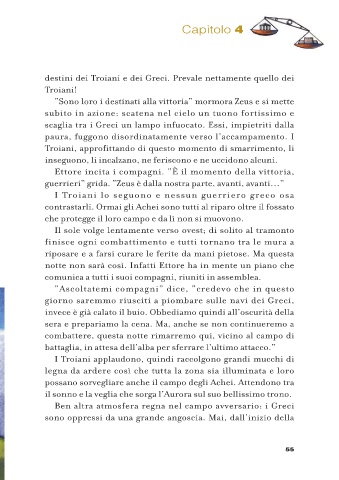 Capitolo 4
destini dei Troiani e dei Greci. Prevale nettamente quello dei
Troiani!
"Sono loro i destinati alla vittoria" mormora Zeus e si mette
subito in azione: scatena nel cielo un tuono fortissimo e
scaglia tra i Greci un lampo infuocato. Essi, impietriti dalla
paura, fuggono disordinatamente verso l'accampamento. I
Troiani, approfittando di questo momento di smarrimento, li
inseguono, li incalzano, ne feriscono e ne uccidono alcuni.
Ettore incita i compagni. "È il momento della vittoria,
guerrieri" grida. "Zeus è dalla nostra parte, avanti, avanti…"
I Troiani lo seguono e nessun guerriero greco osa
contrastarli. Ormai gli Achei sono tutti al riparo oltre il fossato
che protegge il loro campo e da lì non si muovono.
Il sole volge lentamente verso ovest; di solito al tramonto
finisce ogni combattimento e tutti tornano tra le mura a
riposare e a farsi curare le ferite da mani pietose. Ma questa
notte non sarà così. Infatti Ettore ha in mente un piano che
comunica a tutti i suoi compagni, riuniti in assemblea.
"Ascoltatemi compagni" dice, "credevo che in questo
giorno saremmo riusciti a piombare sulle navi dei Greci,
invece è già calato il buio. Obbediamo quindi all'oscurità della
sera e prepariamo la cena. Ma, anche se non continueremo a
combattere, questa notte rimarremo qui, vicino al campo di
battaglia, in attesa dell'alba per sferrare l'ultimo attacco."
I Troiani applaudono, quindi raccolgono grandi mucchi di
legna da ardere così che tutta la zona sia illuminata e loro
possano sorvegliare anche il campo degli Achei. Attendono tra
il sonno e la veglia che sorga l'Aurora sul suo bellissimo trono.
Ben altra atmosfera regna nel campo avversario: i Greci
sono oppressi da una grande angoscia. Mai, dall'inizio della
55